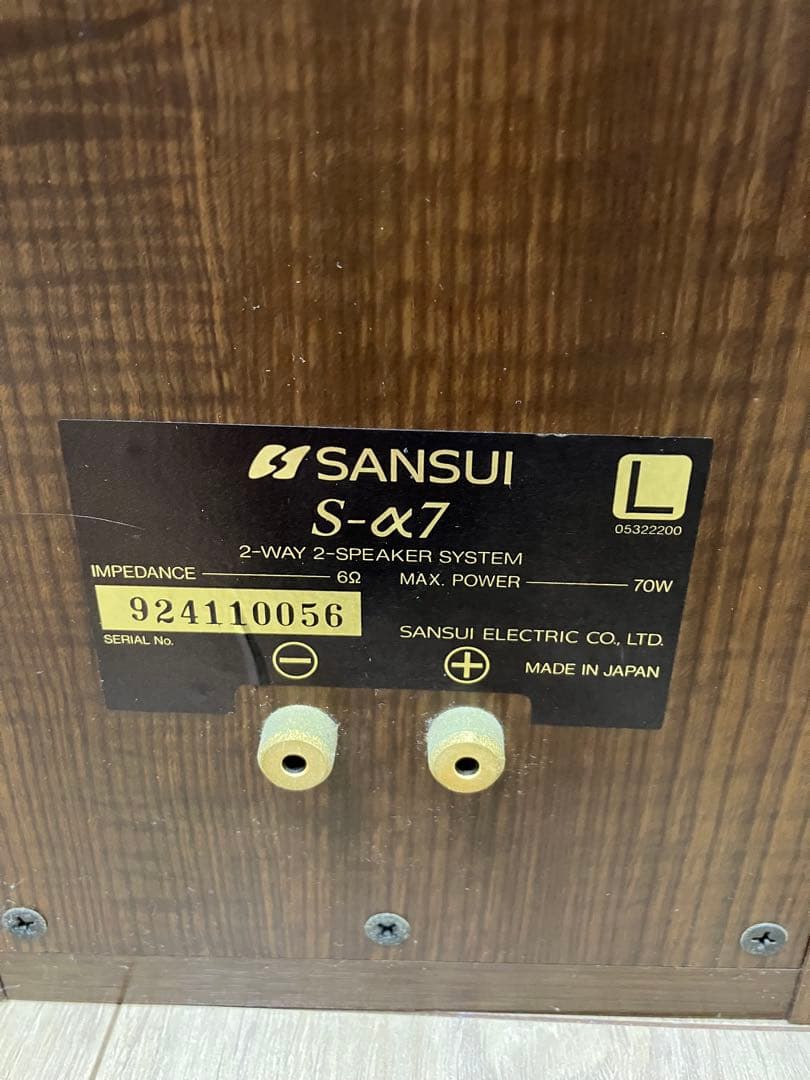 SANSUI
L
S-α7
05322200
2-WAY 2-SPEAKER SYSTEM
IMPEDANCE 6Ω MAX. POWER 70W
924110056
SERIAL No.
SANSUI ELECTRIC CO., LTD.
− +
MADE IN JAPAN